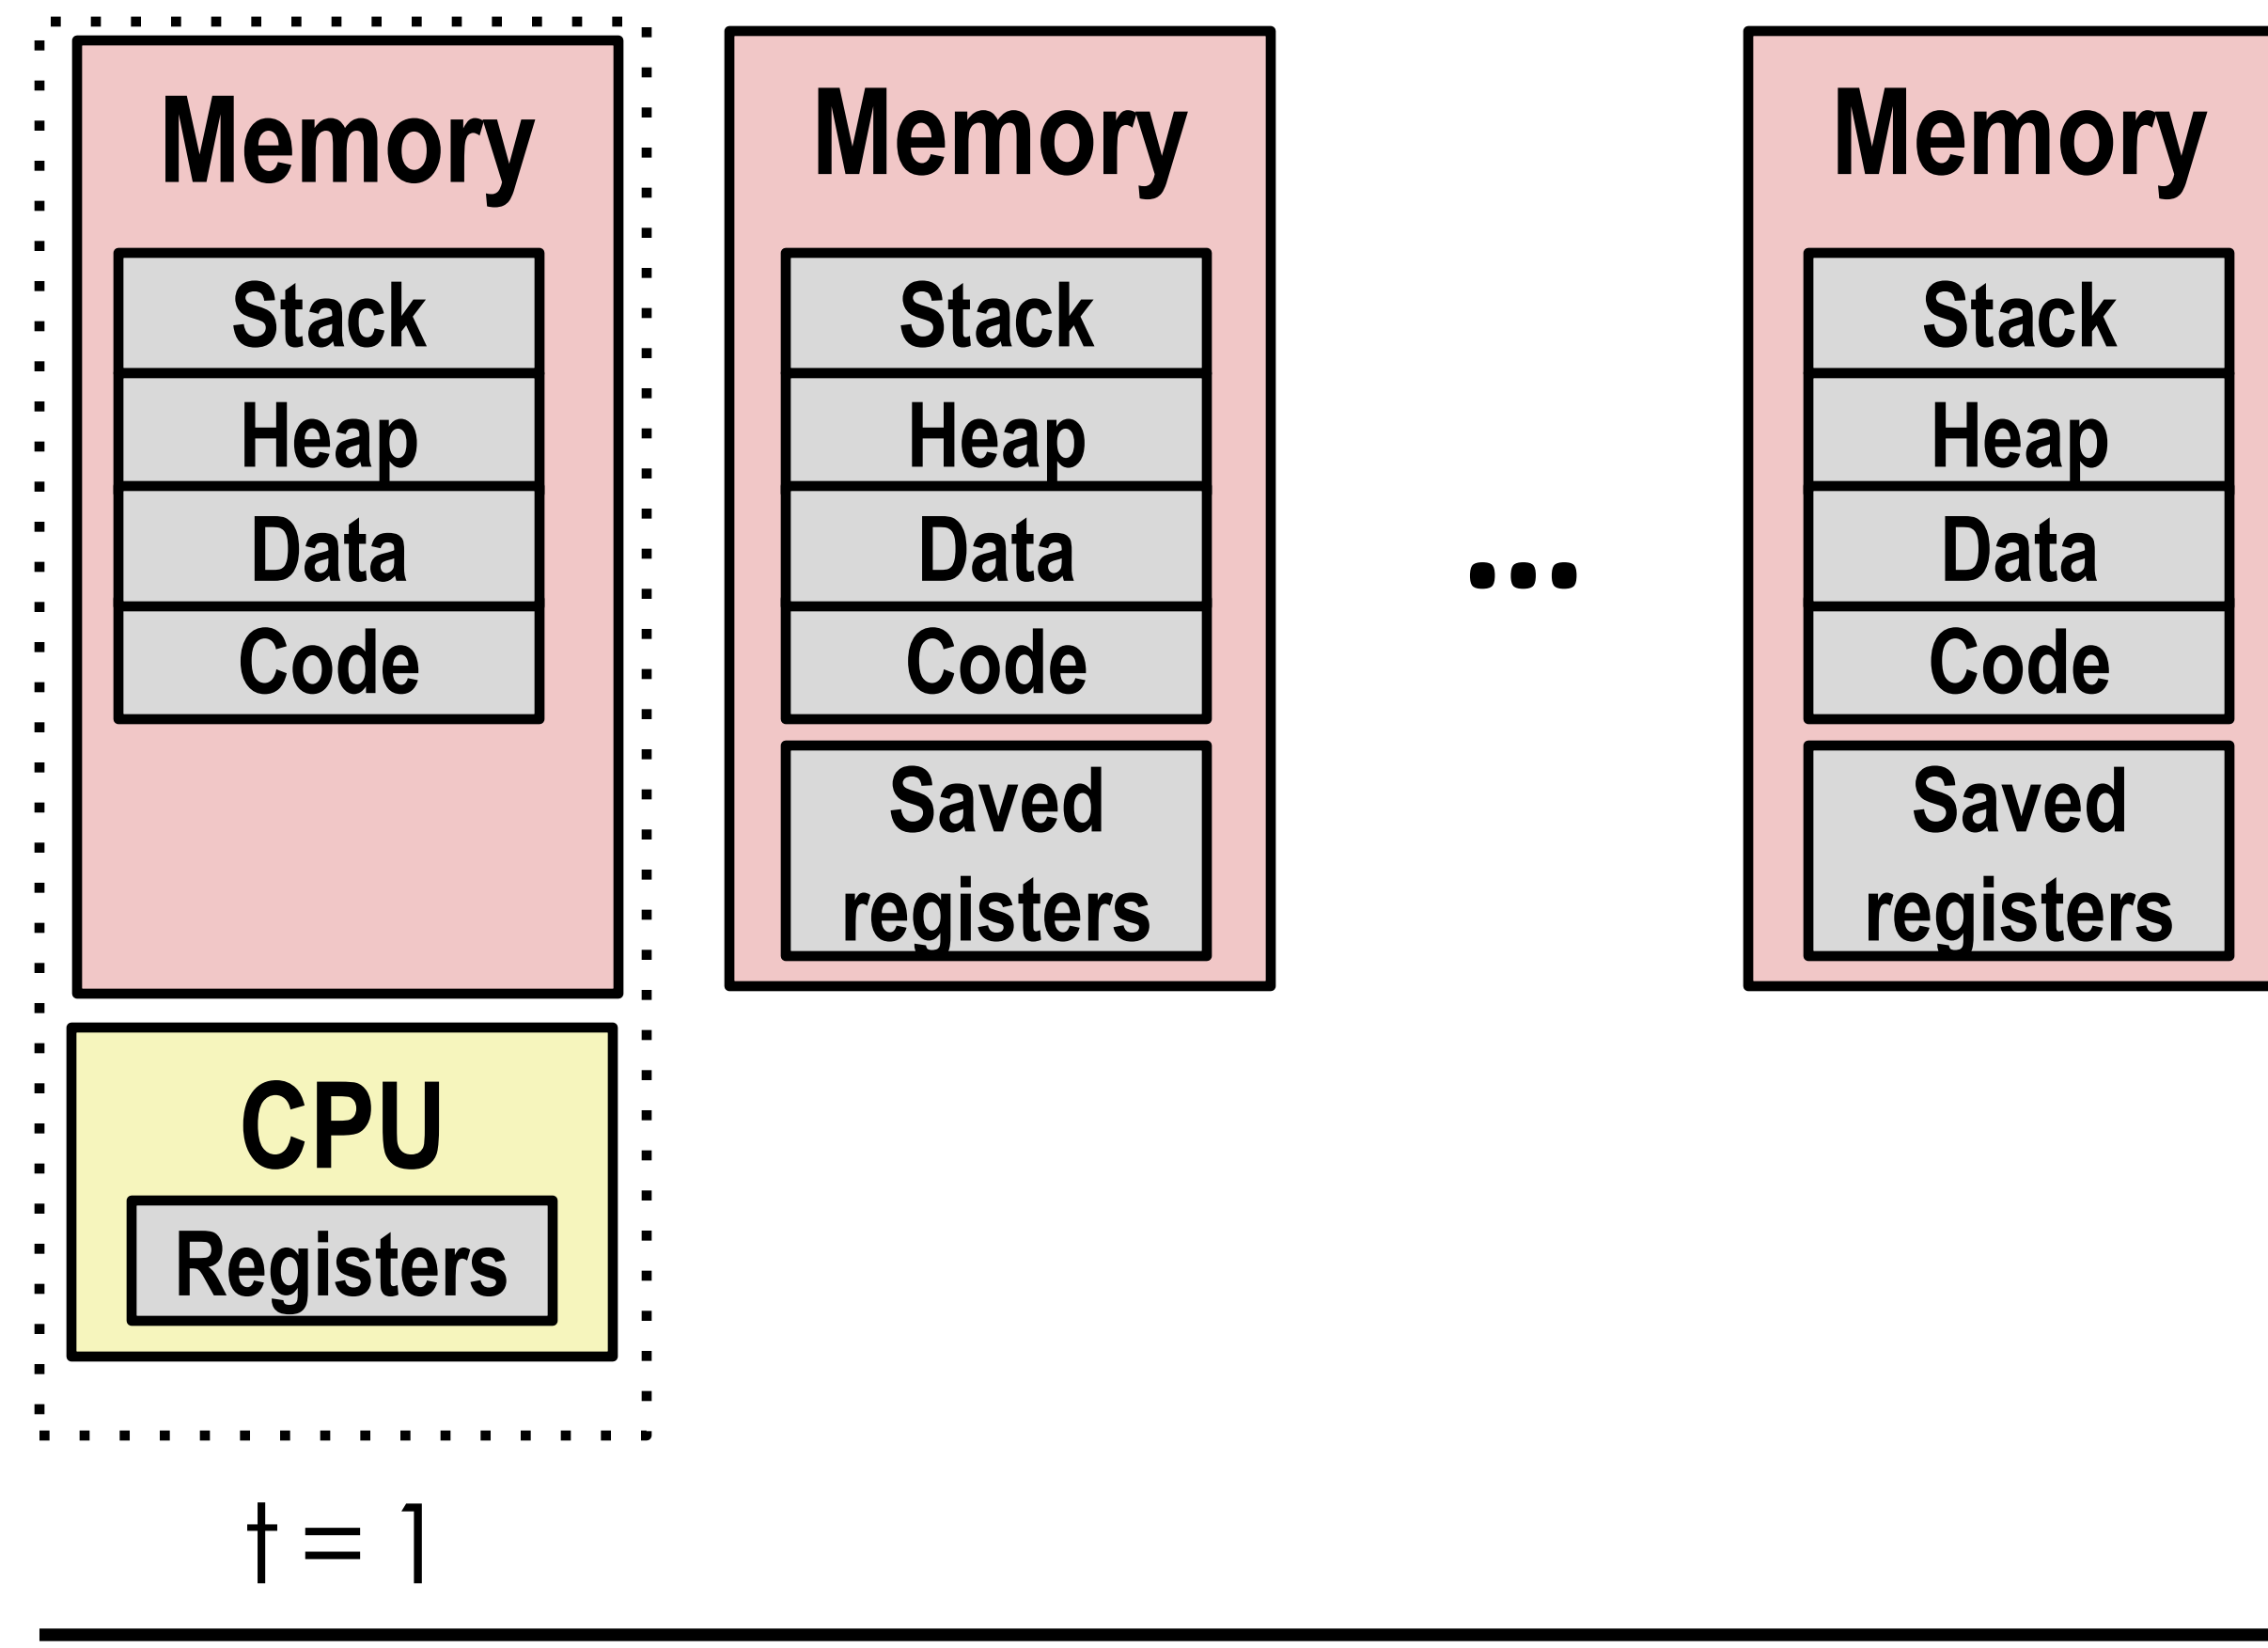 Memory
Stack
Heap
Data
Code
CPU
Registers
t = 1
Memory
Stack
Heap
Data
Code
Saved
registers
...
Memory
Stack
Heap
Data
Code
Saved
registers